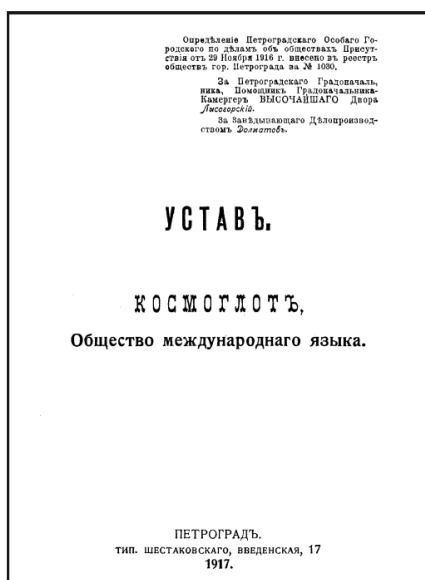 Опредѣленіе Петроградскаго Особаго Го-
родского по дѣламъ объ обществахъ Присут-
ствія отъ 29 Ноября 1916 г. внесено въ реестръ
обществъ гор. Петрограда за № 1030.
За Петроградскаго Градоначаль,
ника, Помощникъ Градоначальника-
Камергеръ ВЫСОЧАЙШАГО Двора
Лисогорскій.
За Завѣдывающаго Дѣлопроизвод-
ствомъ Долматовъ.
УСТАВЪ.
КОСМОГЛОТЪ,
Общество международнаго языка.
ПЕТРОГРАДЪ.
ТИП. ШЕСТАКОВСКАГО, ВВЕДЕНСКАЯ, 17
1917.